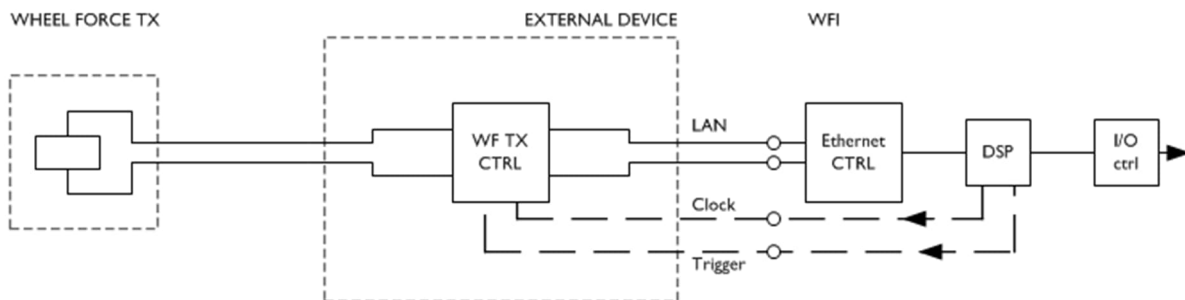 WHEEL FORCE TX
EXTERNAL DEVICE
WFI
LAN
WF TX
CTRL
Ethernet
CTRL
DSP
I/O
ctrl
Clock
Trigger